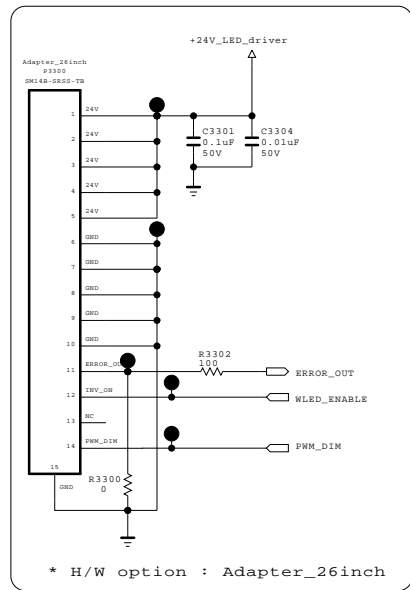 +24V_LED_driver
Adapter_26inch
P3300
SM14B-SRSS-TB
1 24V
2 24V
3 24V
4 24V
5 24V
6 GND
7 GND
8 GND
9 GND
10 GND
11 ERROR_OU
12 INV_ON
13 NC
14 PWM_DIM
15
GND
C3301
0.1uF
50V
C3304
0.01uF
50V
R3302
100
ERROR_OUT
WLED_ENABLE
PWM_DIM
R3300
0
* H/W option : Adapter_26inch